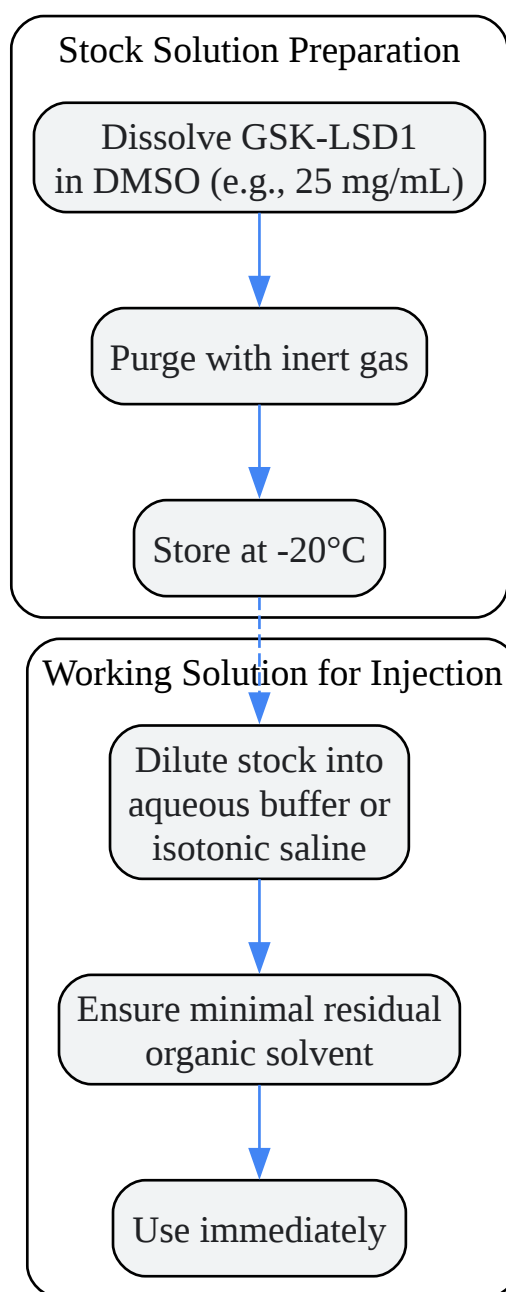 Stock Solution Preparation
Dissolve GSK-LSD1
in DMSO (e.g., 25 mg/mL)
Purge with inert gas
Store at -20°C
Working Solution for Injection
Dilute stock into
aqueous buffer or
isotonic saline
Ensure minimal residual
organic solvent
Use immediately